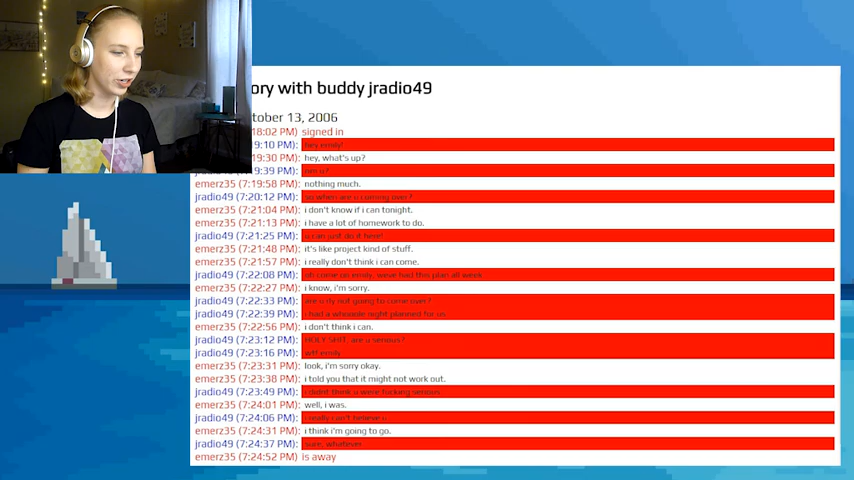 ory with buddy jradio49
tober 13, 2006
18:02 PM) signed in
19:10 PM): hey emily!
19:30 PM): hey, what's up?
19:39 PM): nm u?
emerz35 (7:19:58 PM): nothing much.
jradio49 (7:20:12 PM): so when are u coming over?
emerz35 (7:21:04 PM): i don't know if i can tonight.
emerz35 (7:21:13 PM): i have a lot of homework to do.
jradio49 (7:21:25 PM): u can just do it here!
emerz35 (7:21:48 PM): it's like project kind of stuff.
emerz35 (7:21:57 PM): i really don't think i can come.
jradio49 (7:22:08 PM): oh come on emily, weve had this plan all week
emerz35 (7:22:27 PM): i know, i'm sorry.
jradio49 (7:22:33 PM): are u rly not going to come over?
jradio49 (7:22:39 PM): i had a whooole night planned for us
emerz35 (7:22:56 PM): i don't think i can.
jradio49 (7:23:12 PM): HOLY SHIT, are u serious?
jradio49 (7:23:16 PM): wtf emily
emerz35 (7:23:31 PM): look, i'm sorry okay.
emerz35 (7:23:38 PM): i told you that it might not work out.
jradio49 (7:23:49 PM): i didnt think u were fucking serious
emerz35 (7:24:01 PM): well, i was.
jradio49 (7:24:06 PM): i really can't believe u
emerz35 (7:24:31 PM): i think i'm going to go.
jradio49 (7:24:37 PM): sure, whatever
emerz35 (7:24:52 PM) is away